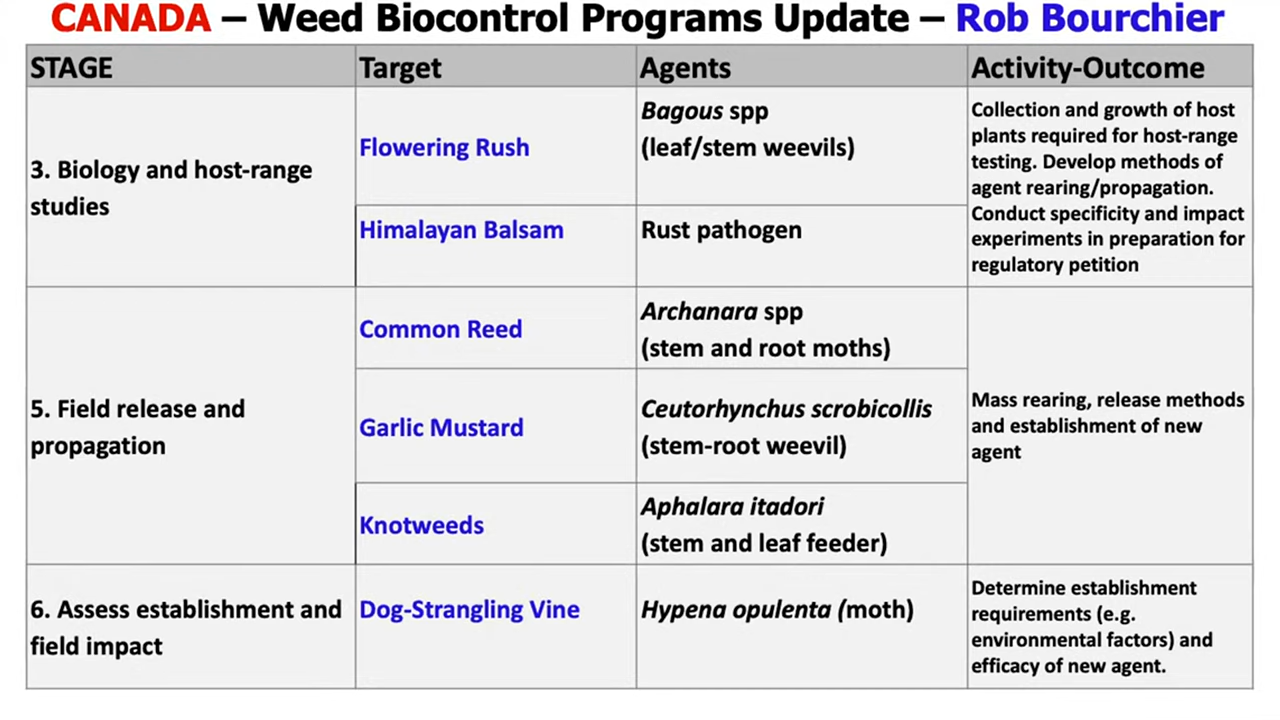 CANADA – Weed Biocontrol Programs Update – Rob Bourchier
STAGE
Target
Agents
Activity-Outcome
3. Biology and host-range
studies
Flowering Rush
Bagous spp
(leaf/stem weevils)
Collection and growth of host
plants required for host-range
testing. Develop methods of
agent rearing/propagation.
Conduct specificity and impact
experiments in preparation for
regulatory petition
Himalayan Balsam
Rust pathogen
5. Field release and
propagation
Common Reed
Archanara spp
(stem and root moths)
Mass rearing, release methods
and establishment of new
agent
Garlic Mustard
Ceutorhynchus scrobicollis
(stem-root weevil)
Knotweeds
Aphalara itadori
(stem and leaf feeder)
6. Assess establishment and
field impact
Dog-Strangling Vine
Hypena opulenta (moth)
Determine establishment
requirements (e.g.
environmental factors) and
efficacy of new agent.